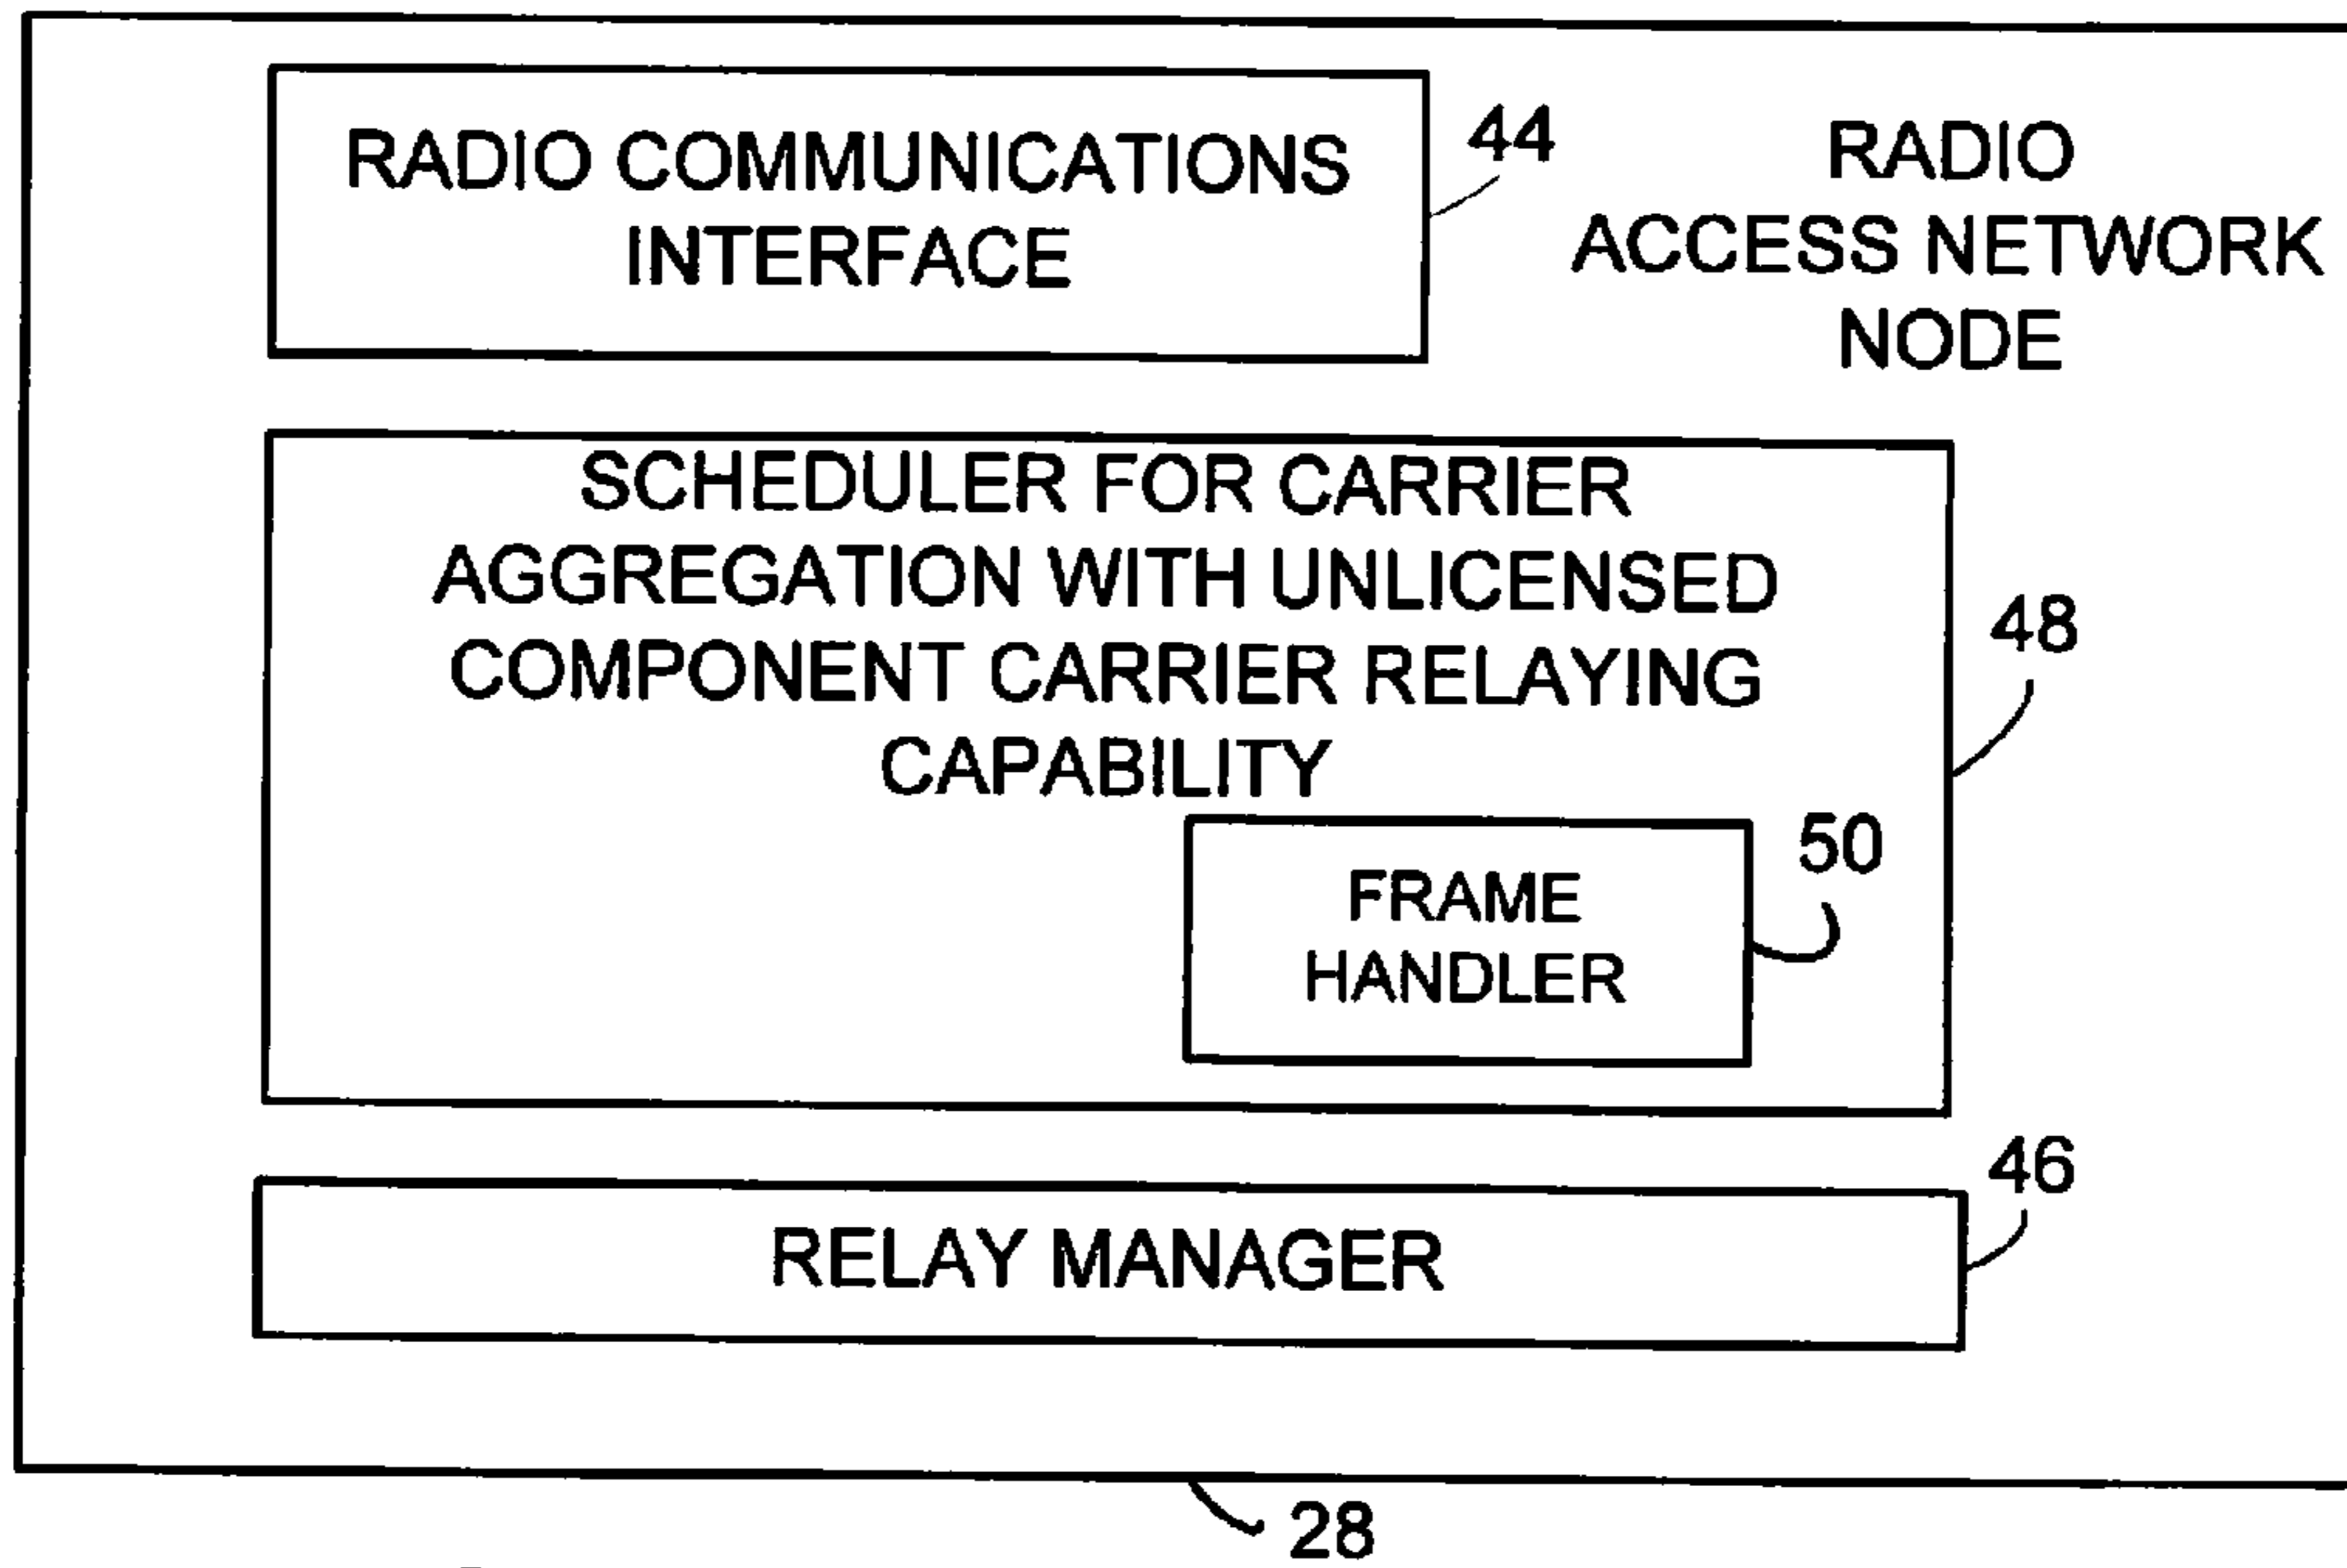 RADIO COMMUNICATIONS
INTERFACE
44
RADIO
ACCESS NETWORK
NODE
SCHEDULER FOR CARRIER
AGGREGATION WITH UNLICENSED
COMPONENT CARRIER RELAYING
CAPABILITY
48
FRAME
HANDLER
50
RELAY MANAGER
46
28